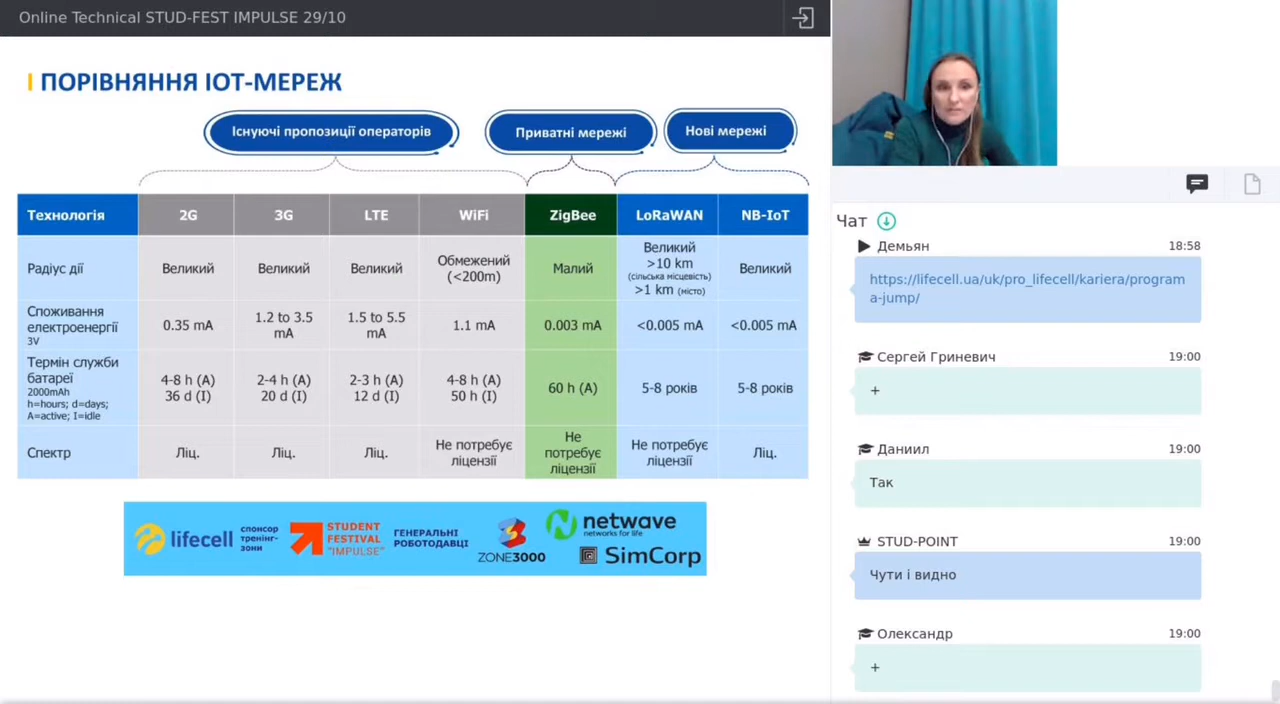 Online Technical STUD-FEST IMPULSE 29/10
ПОРІВНЯННЯ ІОТ-МЕРЕЖ
Існуючі пропозиції операторів
Приватні мережі
Нові мережі
Технологія 2G 3G LTE WiFi ZigBee LoRaWAN NB-IoT
Радіус дії Великий Великий Великий Обмежений (<200m) Малий Великий >10 km (сільська місцевість) >1 km (місто) Великий
Споживання електроенергії 3V 0.35 mA 1.2 to 3.5 mA 1.5 to 5.5 mA 1.1 mA 0.003 mA <0.005 mA <0.005 mA
Термін служби батареї 2000mAh h=hours; d=days; A=active; I=idle 4-8 h (A) 36 d (I) 2-4 h (A) 20 d (I) 2-3 h (A) 12 d (I) 4-8 h (A) 50 h (I) 60 h (A) 5-8 років 5-8 років
Спектр Ліц. Ліц. Ліц. Не потребує ліцензії Не потребує ліцензії Не потребує ліцензії Ліц.
lifecell
спонсор
тренінг-
зони
STUDENT
FESTIVAL
"IMPULSE"
ГЕНЕРАЛЬНІ
РОБОТОДАВЦІ
ZONE3000
netwave
networks for life
SimCorp
Чат
Демьян 18:58
https://lifecell.ua/uk/pro_lifecell/kariera/program
a-jump/
Сергей Гриневич 19:00
+
Даниил 19:00
Так
STUD-POINT 19:00
Чути і видно
Олександр 19:00
+